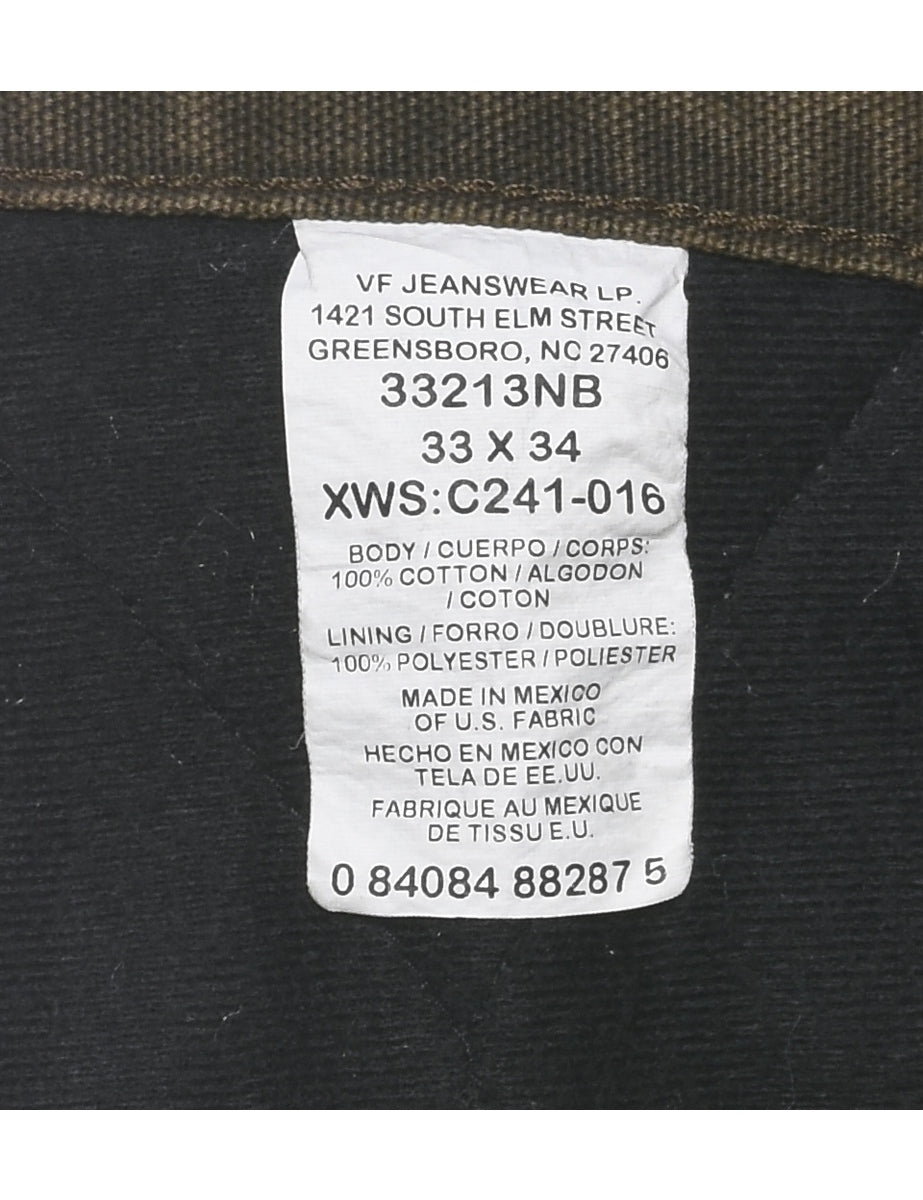 VF JEANSWEAR LP.
1421 SOUTH ELM STREET
GREENSBORO, NC 27406
33213NB
33 X 34
XWS:C241-016
BODY / CUERPO / CORPS:
100% COTTON / ALGODON
/ COTON
LINING / FORRO / DOUBLURE:
100% POLYESTER / POLIESTER
MADE IN MEXICO
OF U.S. FABRIC
HECHO EN MEXICO CON
TELA DE EE.UU.
FABRIQUE AU MEXIQUE
DE TISSU E.U.
0 84084 88287 5